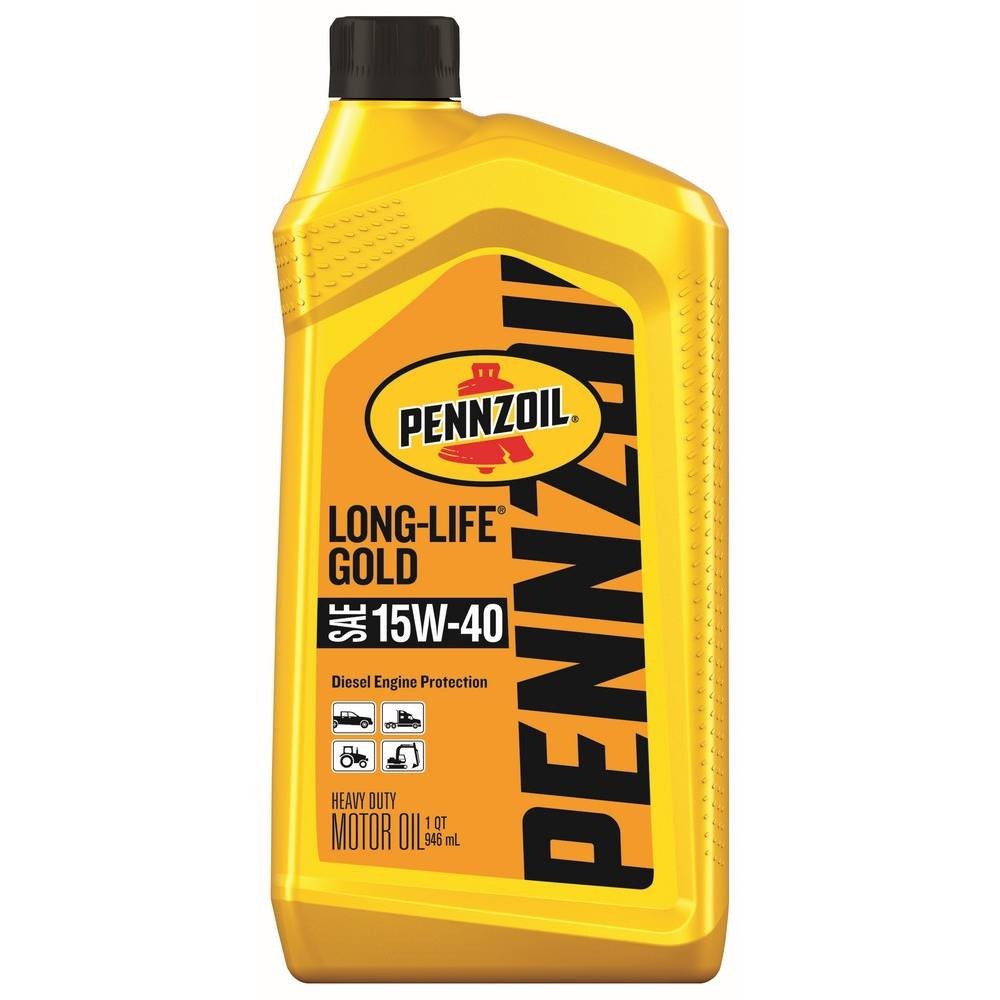 PENNZOIL®
LONG-LIFE®
GOLD
SAE 15W-40
Diesel Engine Protection
HEAVY DUTY
MOTOR OIL 1 QT
946 mL
PENNZOIL